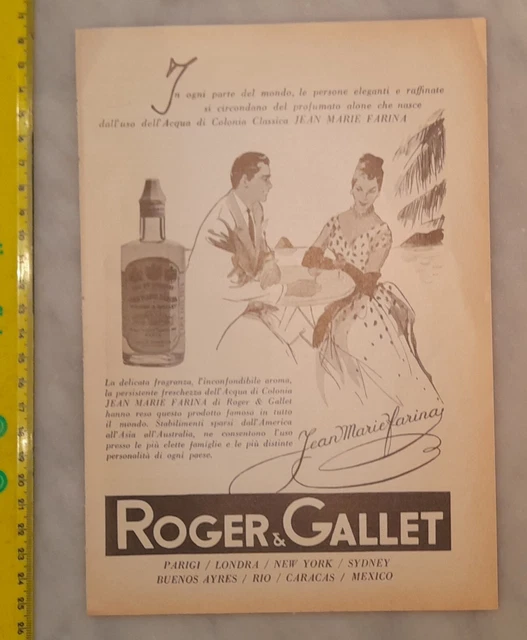 In ogni parte del mondo, le persone eleganti e raffinate
si circondano del profumato alone che nasce
dall'uso dell'Acqua di Colonia Classica JEAN MARIE FARINA
La delicata fragranza, l'inconfondibile aroma,
la persistente freschezza dell'Acqua di Colonia
JEAN MARIE FARINA di Roger & Gallet
hanno reso questo prodotto famoso in tutto
il mondo. Stabilimenti sparsi dall'America
all'Asia all'Australia, ne consentono l'uso
presso le più elette famiglie e le più distinte
personalità di ogni paese.
Jean Marie Farina
ROGER & GALLET
PARIGI / LONDRA / NEW YORK / SYDNEY
BUENOS AYRES / RIO / CARACAS / MEXICO